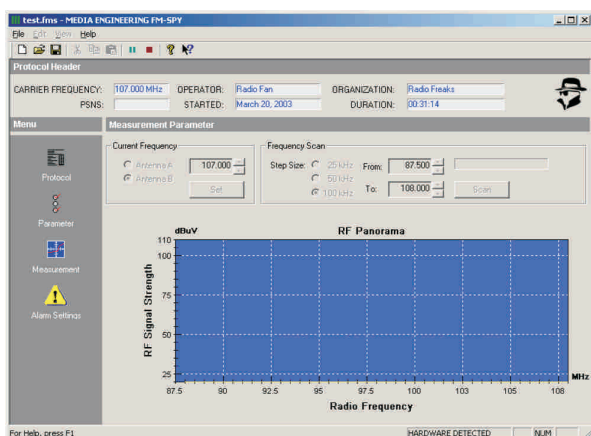 test.fms - MEDIA ENGINEERING FM-SPY
File Edit View Help
Protocol Header
CARRIER FREQUENCY: 107.000 MHz OPERATOR: Radio Fan ORGANIZATION: Radio Freaks
PSNS: STARTED: March 20, 2003 DURATION: 00:31:14
Menu Measurement Parameter
Protocol
Parameter
Measurement
Alarm Settings
Current Frequency
Antenna A 107.000
Antenna B
Set
Frequency Scan
Step Size: 25 kHz From: 87.500
50 kHz
100 kHz To: 108.000 Scan
dBuV RF Panorama
110
100
75
50
25
RF Signal Strength
MHz
87.5 90 92.5 95 97.5 100 103 105 108
Radio Frequency
For Help, press F1 HARDWARE DETECTED NUM